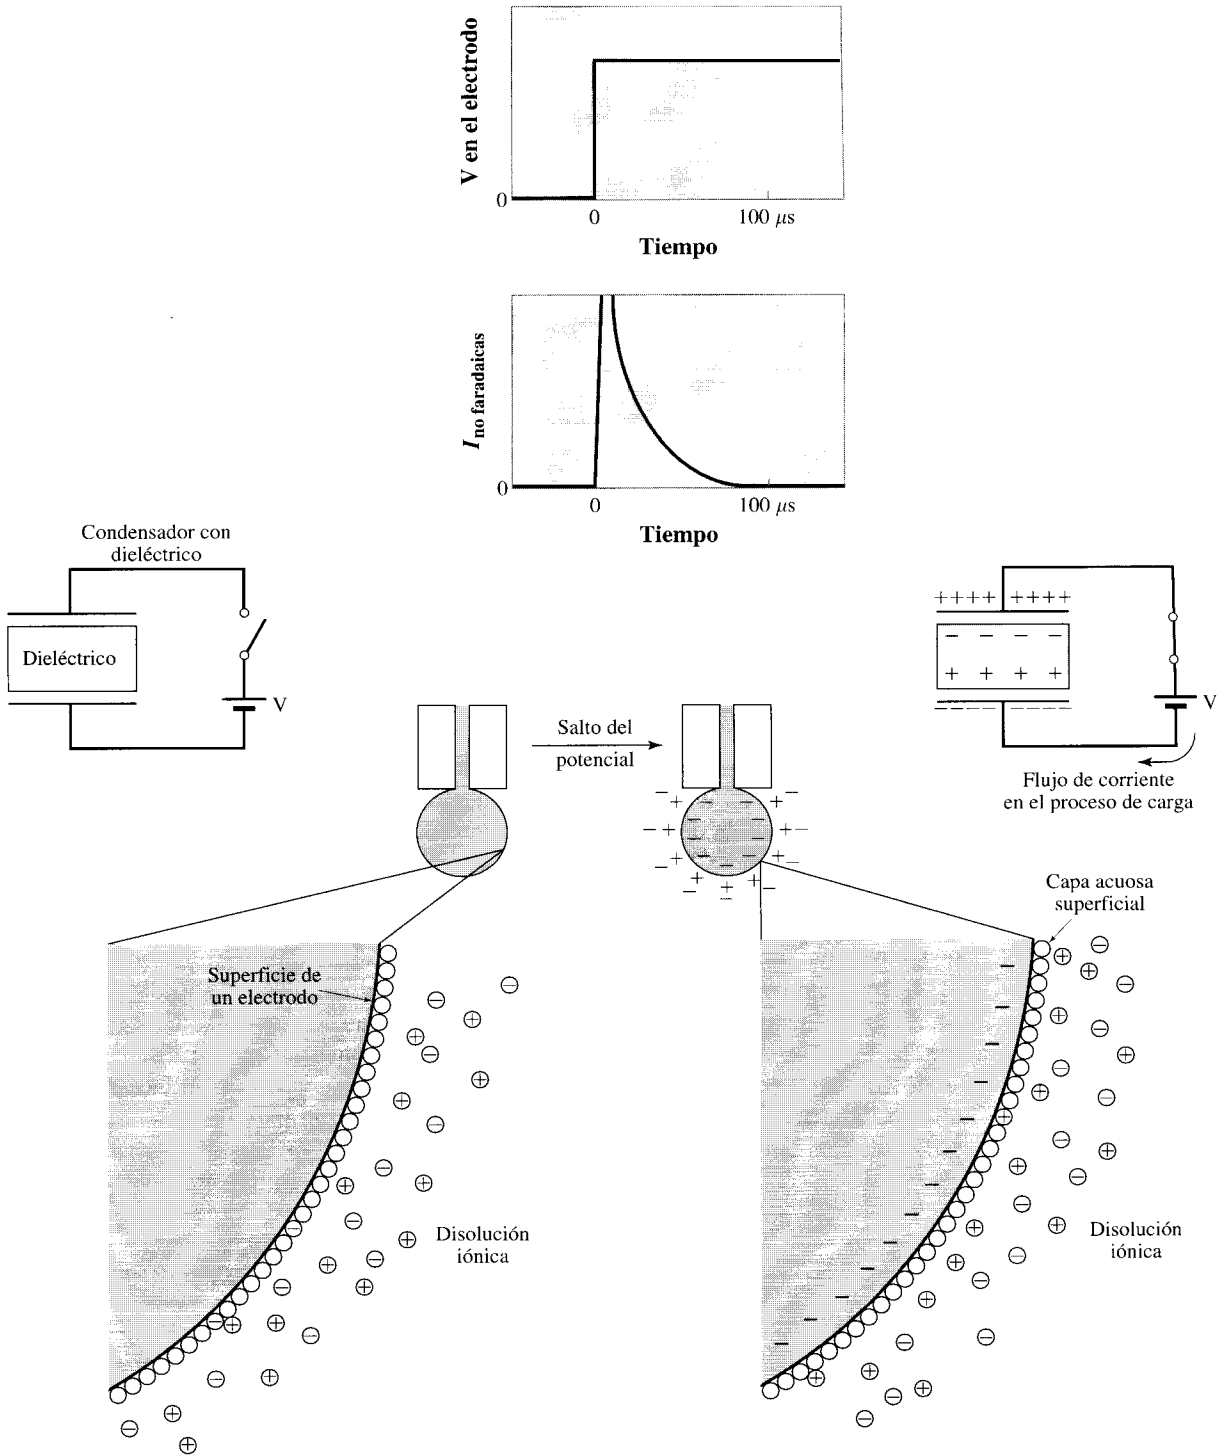 V en el electrodo
0
0
100 μs
Tiempo
I no faradaicas
0
0
100 μs
Tiempo
Condensador con
dieléctrico
Dieléctrico
V
Salto del
potencial
++++ ++++
− − − −
+ + + +
V
Flujo de corriente
en el proceso de carga
Superficie de
un electrodo
Disolución
iónica
Capa acuosa
superficial
Disolución
iónica